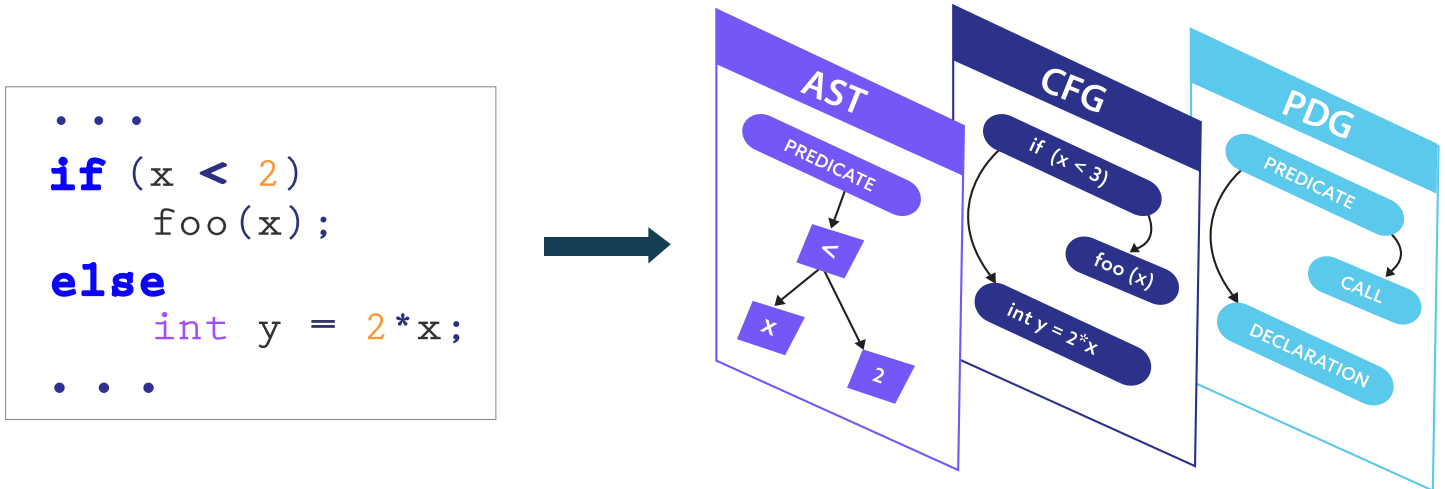 . . .
if (x < 2)
foo(x);
else
int y = 2*x;
. . .
AST
PREDICATE
<
x
2
CFG
if (x < 3)
foo (x)
int y = 2*x
PDG
PREDICATE
CALL
DECLARATION